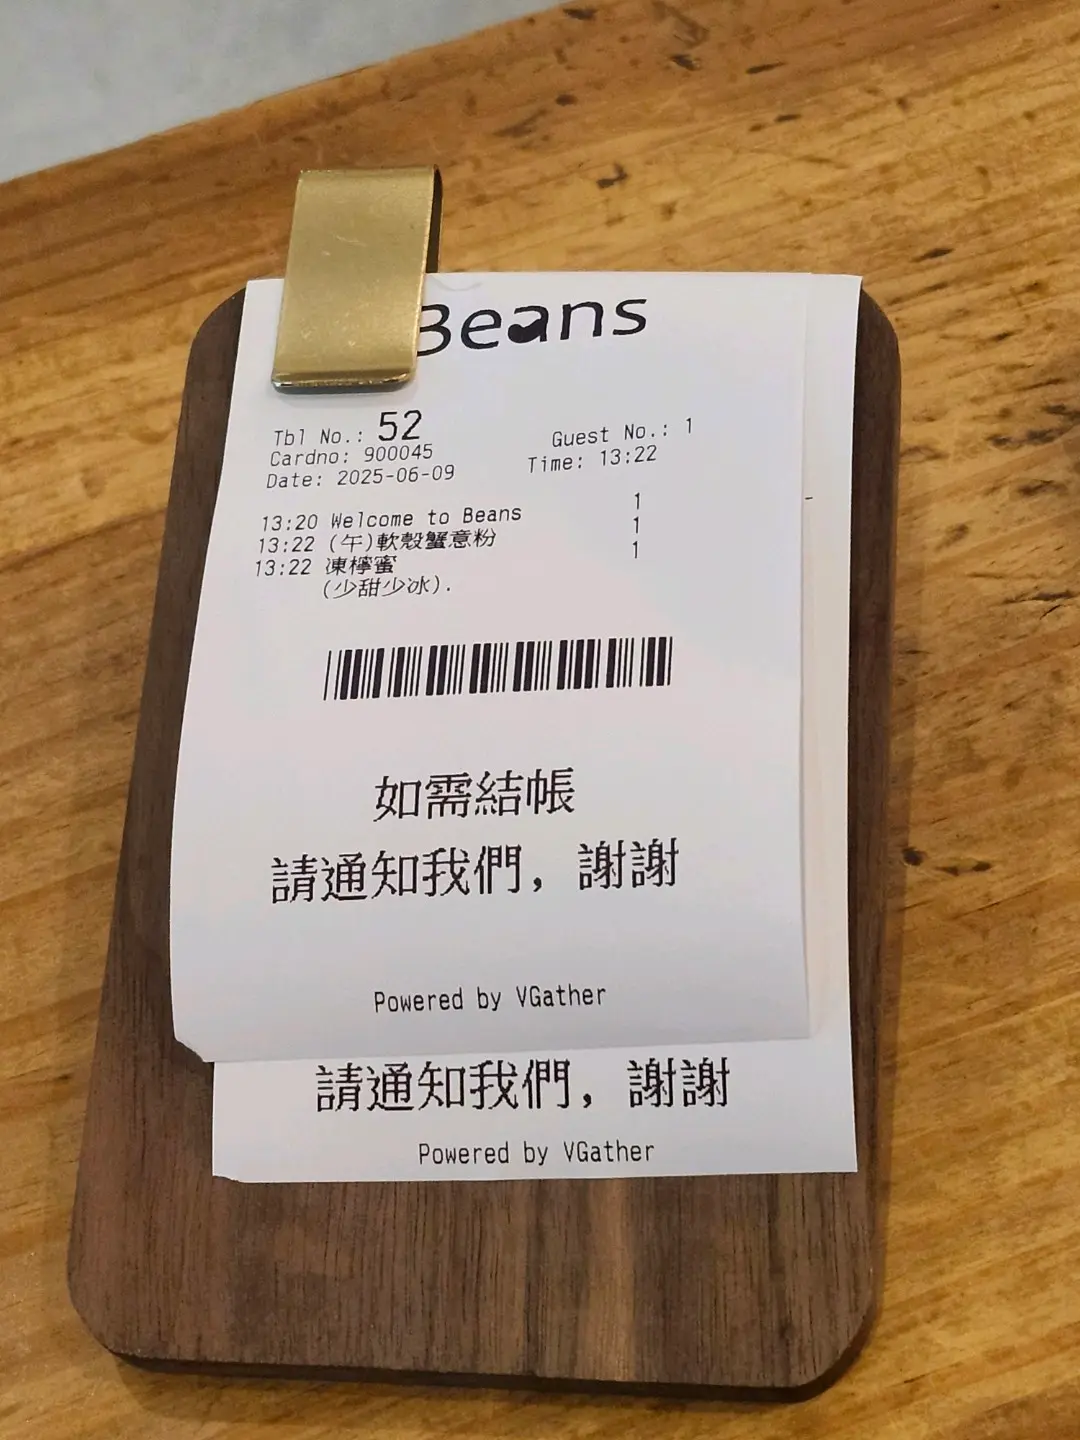 Beans
Tbl No.: 52
Guest No.: 1
Cardno: 900045
Date: 2025-06-09
Time: 13:22
13:20 Welcome to Beans 1
13:22 (午)軟殼蟹意粉 1
13:22 凍檸蜜 1
(少甜少冰).
如需結帳
請通知我們, 謝謝
Powered by VGather
請通知我們, 謝謝
Powered by VGather